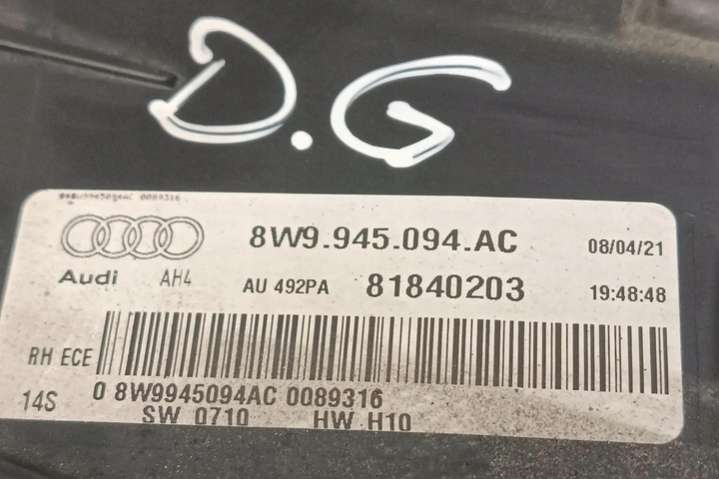 D.G
8W9.945.094.AC 08/04/21
Audi AH4 AU 492PA 81840203 19:48:48
RH ECE
14S 0 8W9945094AC 0089316
SW 0710 HW H10